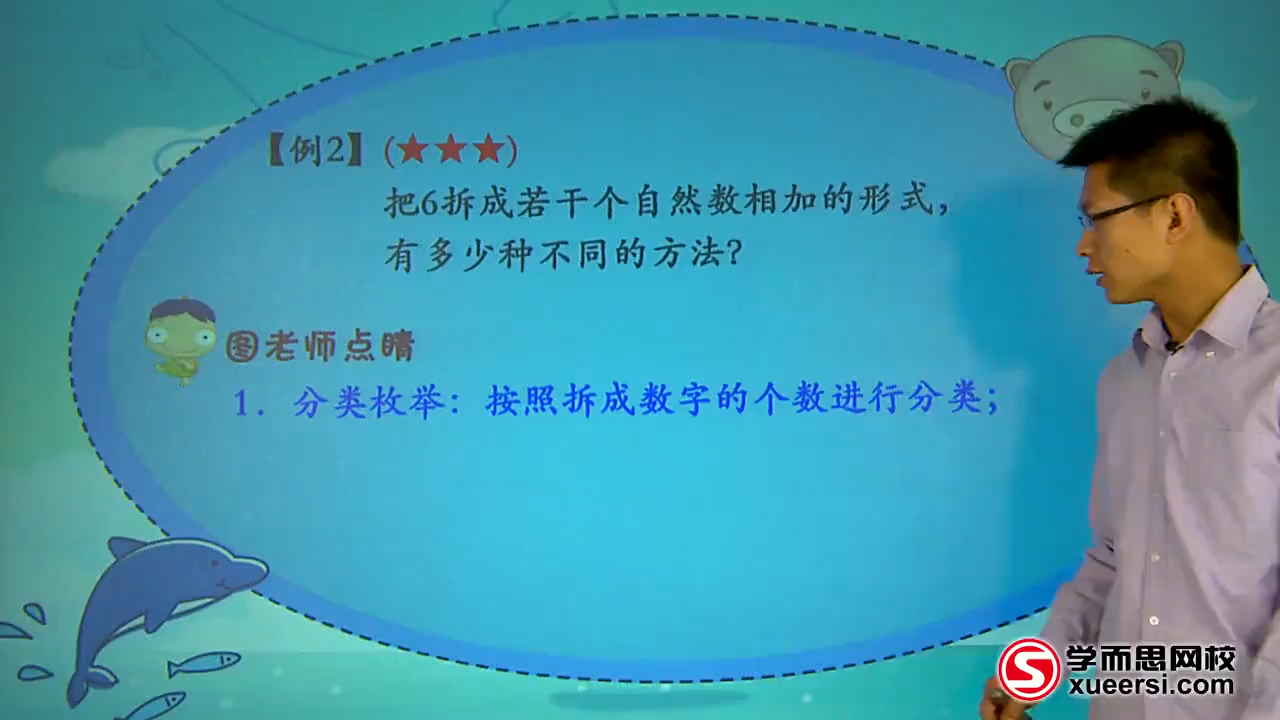 【例2】(★★★)
把6拆成若干个自然数相加的形式,
有多少种不同的方法?
图老师点睛
1. 分类枚举：按照拆成数字的个数进行分类；
学而思网校
xueersi.com